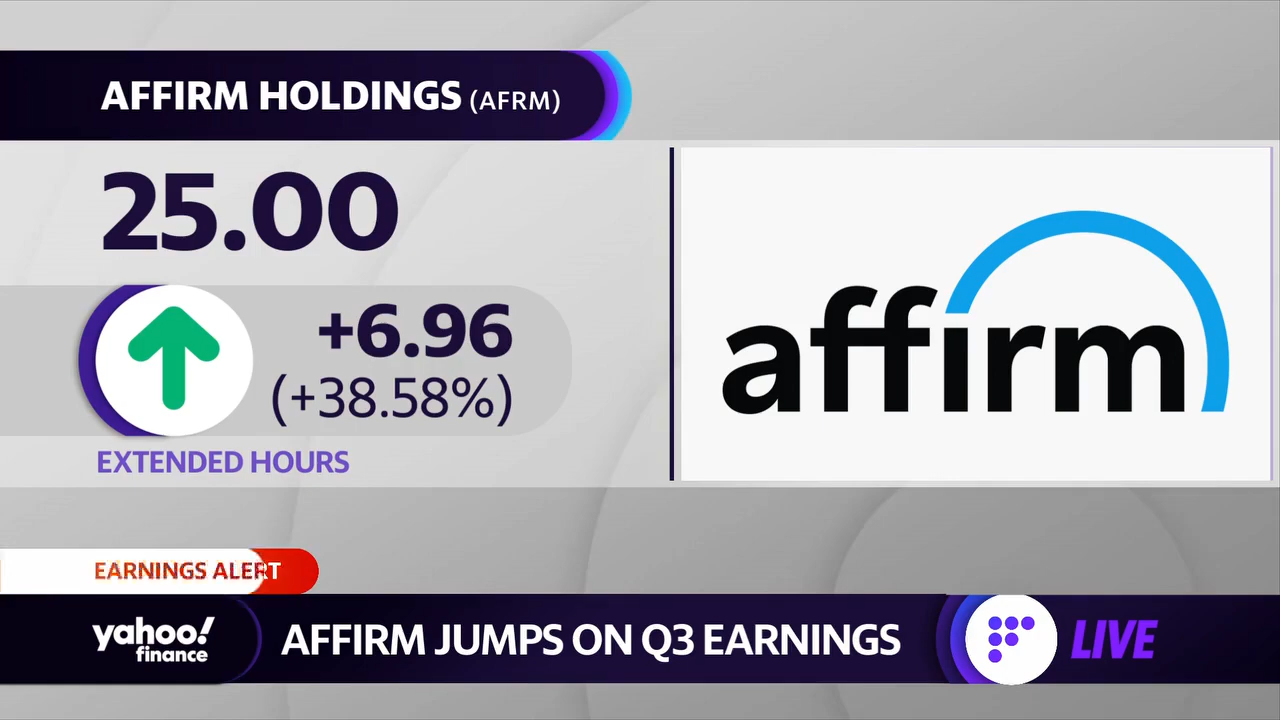 AFFIRM HOLDINGS (AFRM)
25.00
+6.96
(+38.58%)
EXTENDED HOURS
affirm
EARNINGS ALERT
yahoo!
finance
AFFIRM JUMPS ON Q3 EARNINGS
LIVE